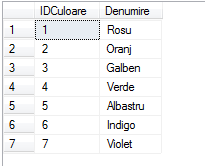 IDCuloare Denumire
1 1 Rosu
2 2 Oranj
3 3 Galben
4 4 Verde
5 5 Albastru
6 6 Indigo
7 7 Violet